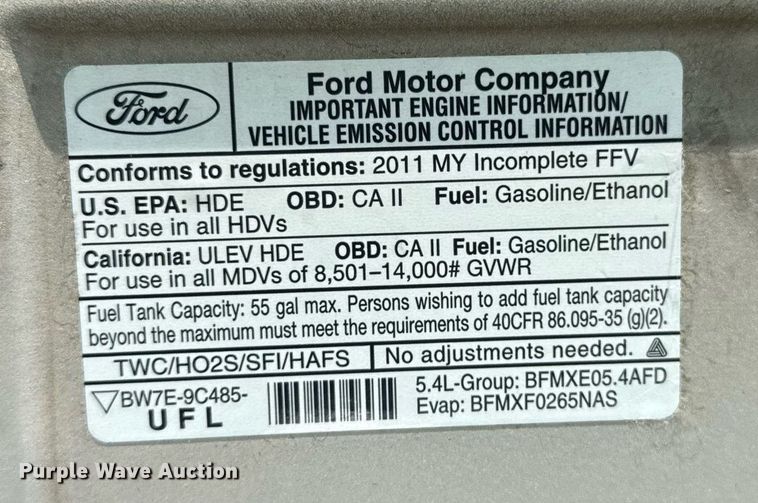 Ford
Ford Motor Company
IMPORTANT ENGINE INFORMATION/
VEHICLE EMISSION CONTROL INFORMATION
Conforms to regulations: 2011 MY Incomplete FFV
U.S. EPA: HDE OBD: CA II Fuel: Gasoline/Ethanol
For use in all HDVs
California: ULEV HDE OBD: CA II Fuel: Gasoline/Ethanol
For use in all MDVs of 8,501–14,000# GVWR
Fuel Tank Capacity: 55 gal max. Persons wishing to add fuel tank capacity
beyond the maximum must meet the requirements of 40CFR 86.095-35 (g)(2).
TWC/HO2S/SFI/HAFS No adjustments needed.
BW7E-9C485-
UFL
5.4L-Group: BFMXE05.4AFD
Evap: BFMXF0265NAS
Purple Wave Auction